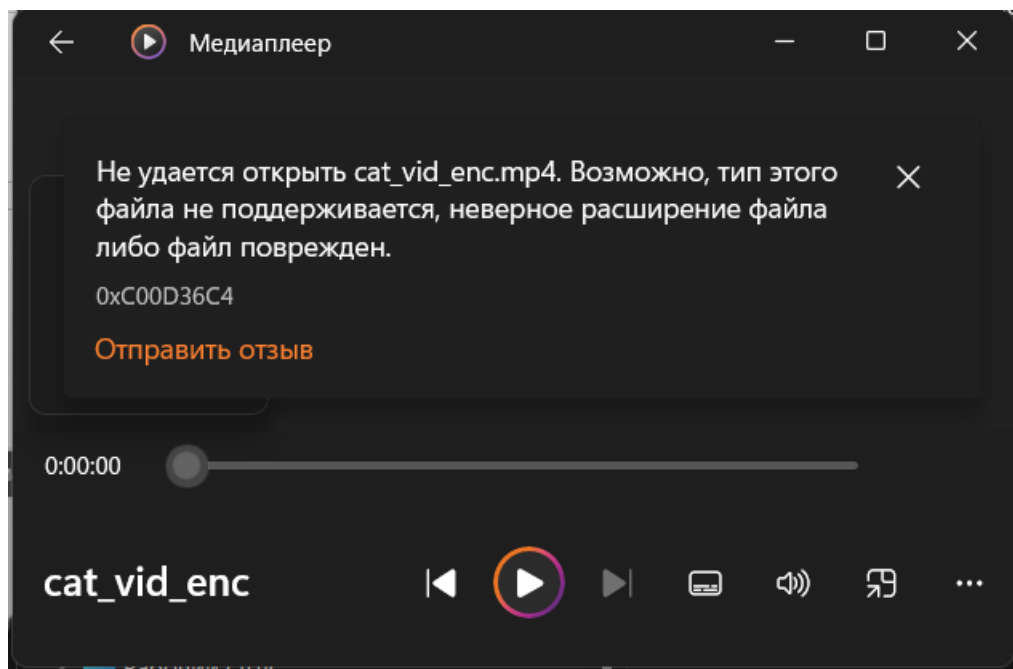 Медиаплеер
Не удается открыть cat_vid_enc.mp4. Возможно, тип этого
файла не поддерживается, неверное расширение файла
либо файл поврежден.
0xC00D36C4
Отправить отзыв
0:00:00
cat_vid_enc